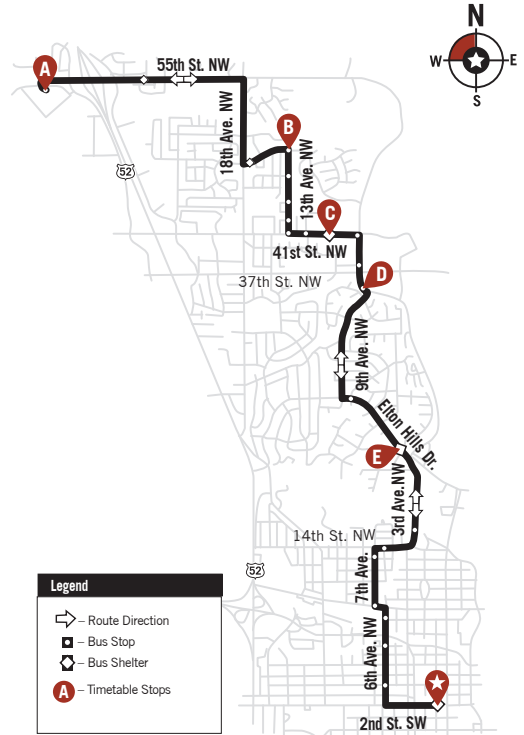 N
W
E
S
A
55th St. NW
18th Ave. NW
B
13th Ave. NW
52
C
41st St. NW
37th St. NW
D
9th Ave. NW
Elton Hills Dr.
E
3rd Ave. NW
14th St. NW
52
7th Ave.
6th Ave. NW
2nd St. SW
Legend
– Route Direction
– Bus Stop
– Bus Shelter
A – Timetable Stops